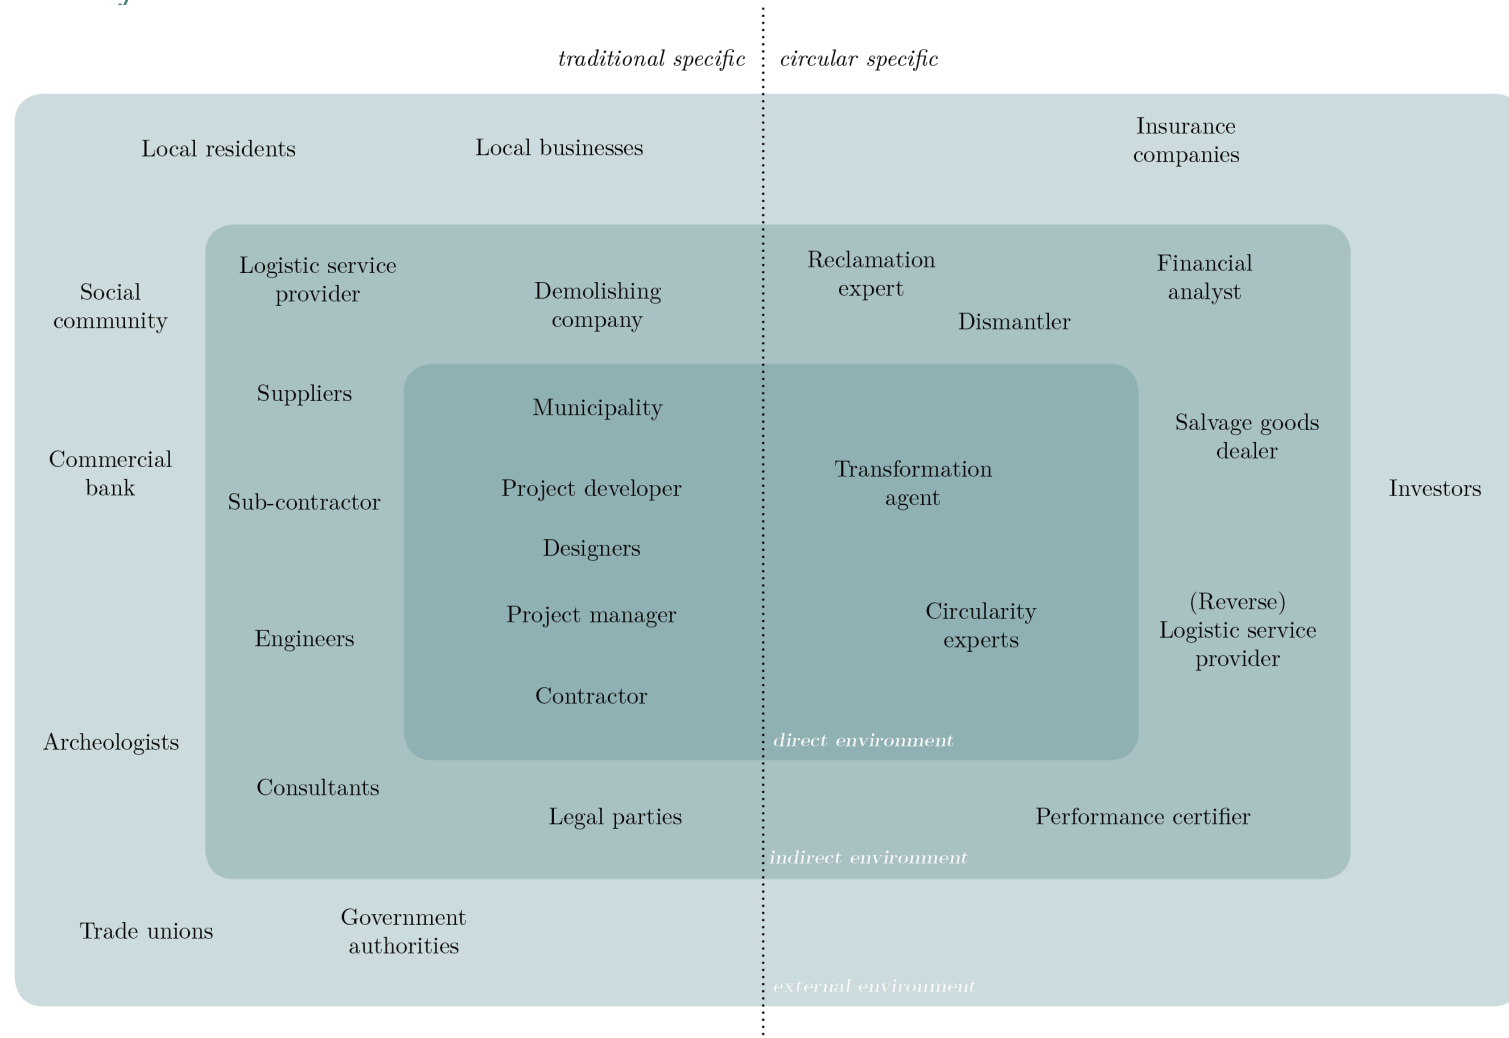 traditional specific
circular specific
Local residents
Local businesses
Insurance
companies
Logistic service
provider
Demolishing
company
Reclamation
expert
Financial
analyst
Dismantler
Social
community
Suppliers
Municipality
Salvage goods
dealer
Commercial
bank
Sub-contractor
Project developer
Transformation
agent
Investors
Designers
Project manager
Circularity
experts
(Reverse)
Logistic service
provider
Engineers
Contractor
direct environment
Archeologists
Consultants
Legal parties
Performance certifier
indirect environment
Trade unions
Government
authorities
external environment